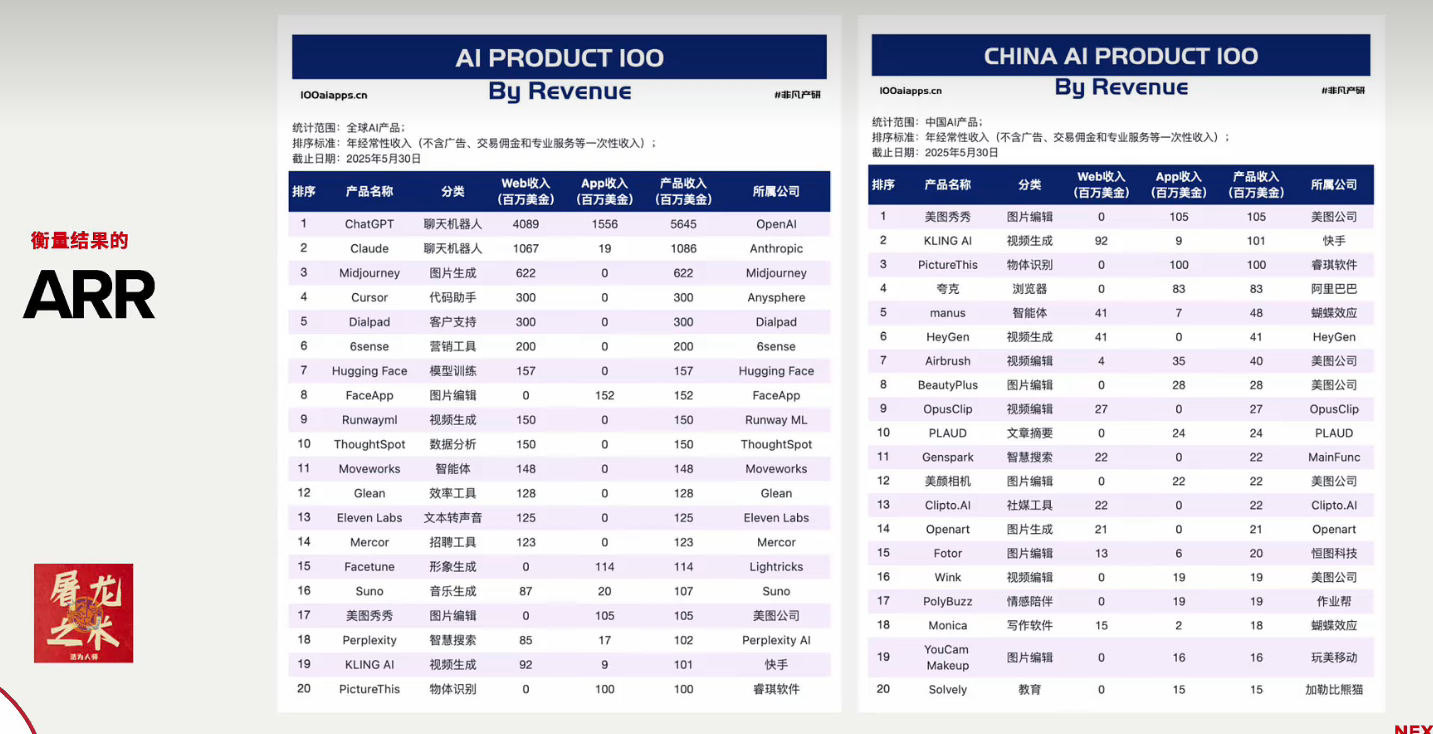 衡量结果的
ARR
屠龙
之术
AI PRODUCT 100
By Revenue
100aiapps.cn
#非凡产研
统计范围：全球AI产品；
排序标准：年经常性收入（不含广告、交易佣金和专业服务等一次性收入）；
截止日期：2025年5月30日
排序 产品名称 分类 Web收入（百万美金） App收入（百万美金） 产品收入（百万美金） 所属公司
1 ChatGPT 聊天机器人 4089 1556 5645 OpenAI
2 Claude 聊天机器人 1067 19 1086 Anthropic
3 Midjourney 图片生成 622 0 622 Midjourney
4 Cursor 代码助手 300 0 300 Anysphere
5 Dialpad 客户支持 300 0 300 Dialpad
6 6sense 营销工具 200 0 200 6sense
7 Hugging Face 模型训练 157 0 157 Hugging Face
8 FaceApp 图片编辑 0 152 152 FaceApp
9 Runwayml 视频生成 150 0 150 Runway ML
10 ThoughtSpot 数据分析 150 0 150 ThoughtSpot
11 Moveworks 智能体 148 0 148 Moveworks
12 Glean 效率工具 128 0 128 Glean
13 Eleven Labs 文本转声音 125 0 125 Eleven Labs
14 Mercor 招聘工具 123 0 123 Mercor
15 Facetune 形象生成 0 114 114 Lightricks
16 Suno 音乐生成 87 20 107 Suno
17 美图秀秀 图片编辑 0 105 105 美图公司
18 Perplexity 智慧搜索 85 17 102 Perplexity AI
19 KLING AI 视频生成 92 9 101 快手
20 PictureThis 物体识别 0 100 100 睿琪软件
CHINA AI PRODUCT 100
By Revenue
100aiapps.cn
#非凡产研
统计范围：中国AI产品；
排序标准：年经常性收入（不含广告、交易佣金和专业服务等一次性收入）；
截止日期：2025年5月30日
排序 产品名称 分类 Web收入（百万美金） App收入（百万美金） 产品收入（百万美金） 所属公司
1 美图秀秀 图片编辑 0 105 105 美图公司
2 KLING AI 视频生成 92 9 101 快手
3 PictureThis 物体识别 0 100 100 睿琪软件
4 夸克 浏览器 0 83 83 阿里巴巴
5 manus 智能体 41 7 48 蝴蝶效应
6 HeyGen 视频生成 41 0 41 HeyGen
7 Airbrush 视频编辑 4 35 40 美图公司
8 BeautyPlus 图片编辑 0 28 28 美图公司
9 OpusClip 视频编辑 27 0 27 OpusClip
10 PLAUD 文章摘要 0 24 24 PLAUD
11 Genspark 智慧搜索 22 0 22 MainFunc
12 美颜相机 图片编辑 0 22 22 美图公司
13 Clipto.AI 社媒工具 22 0 22 Clipto.AI
14 Openart 图片生成 21 0 21 Openart
15 Fotor 图片编辑 13 6 20 恒图科技
16 Wink 视频编辑 0 19 19 美图公司
17 PolyBuzz 情感陪伴 0 19 19 作业帮
18 Monica 写作软件 15 2 18 蝴蝶效应
19 YouCam Makeup 图片编辑 0 16 16 玩美移动
20 Solvely 教育 0 15 15 加勒比熊猫